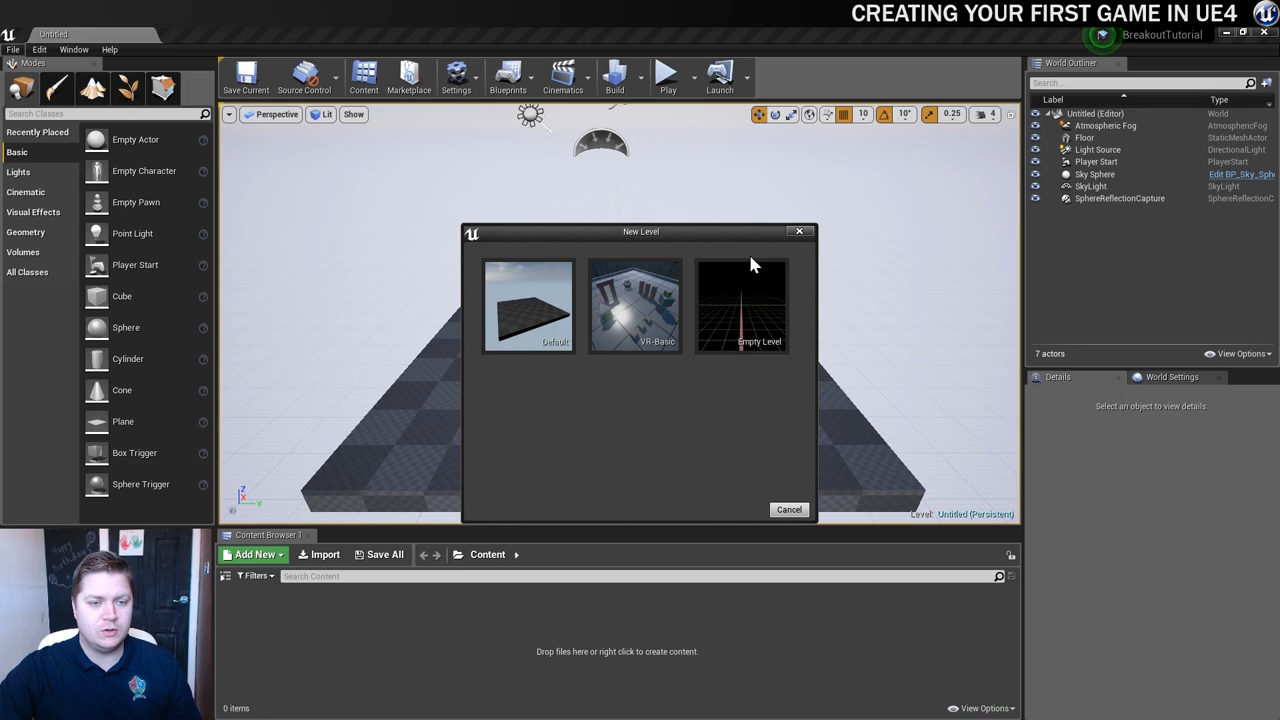 CREATING YOUR FIRST GAME IN UE4
Untitled
BreakoutTutorial
File Edit Window Help
Modes
Search Classes
Recently Placed
Basic
Lights
Cinematic
Visual Effects
Geometry
Volumes
All Classes
Empty Actor
Empty Character
Empty Pawn
Point Light
Player Start
Cube
Sphere
Cylinder
Cone
Plane
Box Trigger
Sphere Trigger
Save Current Source Control Content Marketplace Settings Blueprints Cinematics Build Play Launch
Perspective Lit Show
10 10° 0.25 4
New Level
Default
VR-Basic
Empty Level
Cancel
Level: Untitled (Persistent)
Content Browser 1
Add New Import Save All Content
Filters Search Content
Drop files here or right click to create content.
0 items View Options
World Outliner
Search...
Label Type
Untitled (Editor) World
Atmospheric Fog AtmosphericFog
Floor StaticMeshActor
Light Source DirectionalLight
Player Start PlayerStart
Sky Sphere Edit BP_Sky_Sph
SkyLight SkyLight
SphereReflectionCapture SphereReflectionC
7 actors View Options
Details World Settings
Select an object to view details.